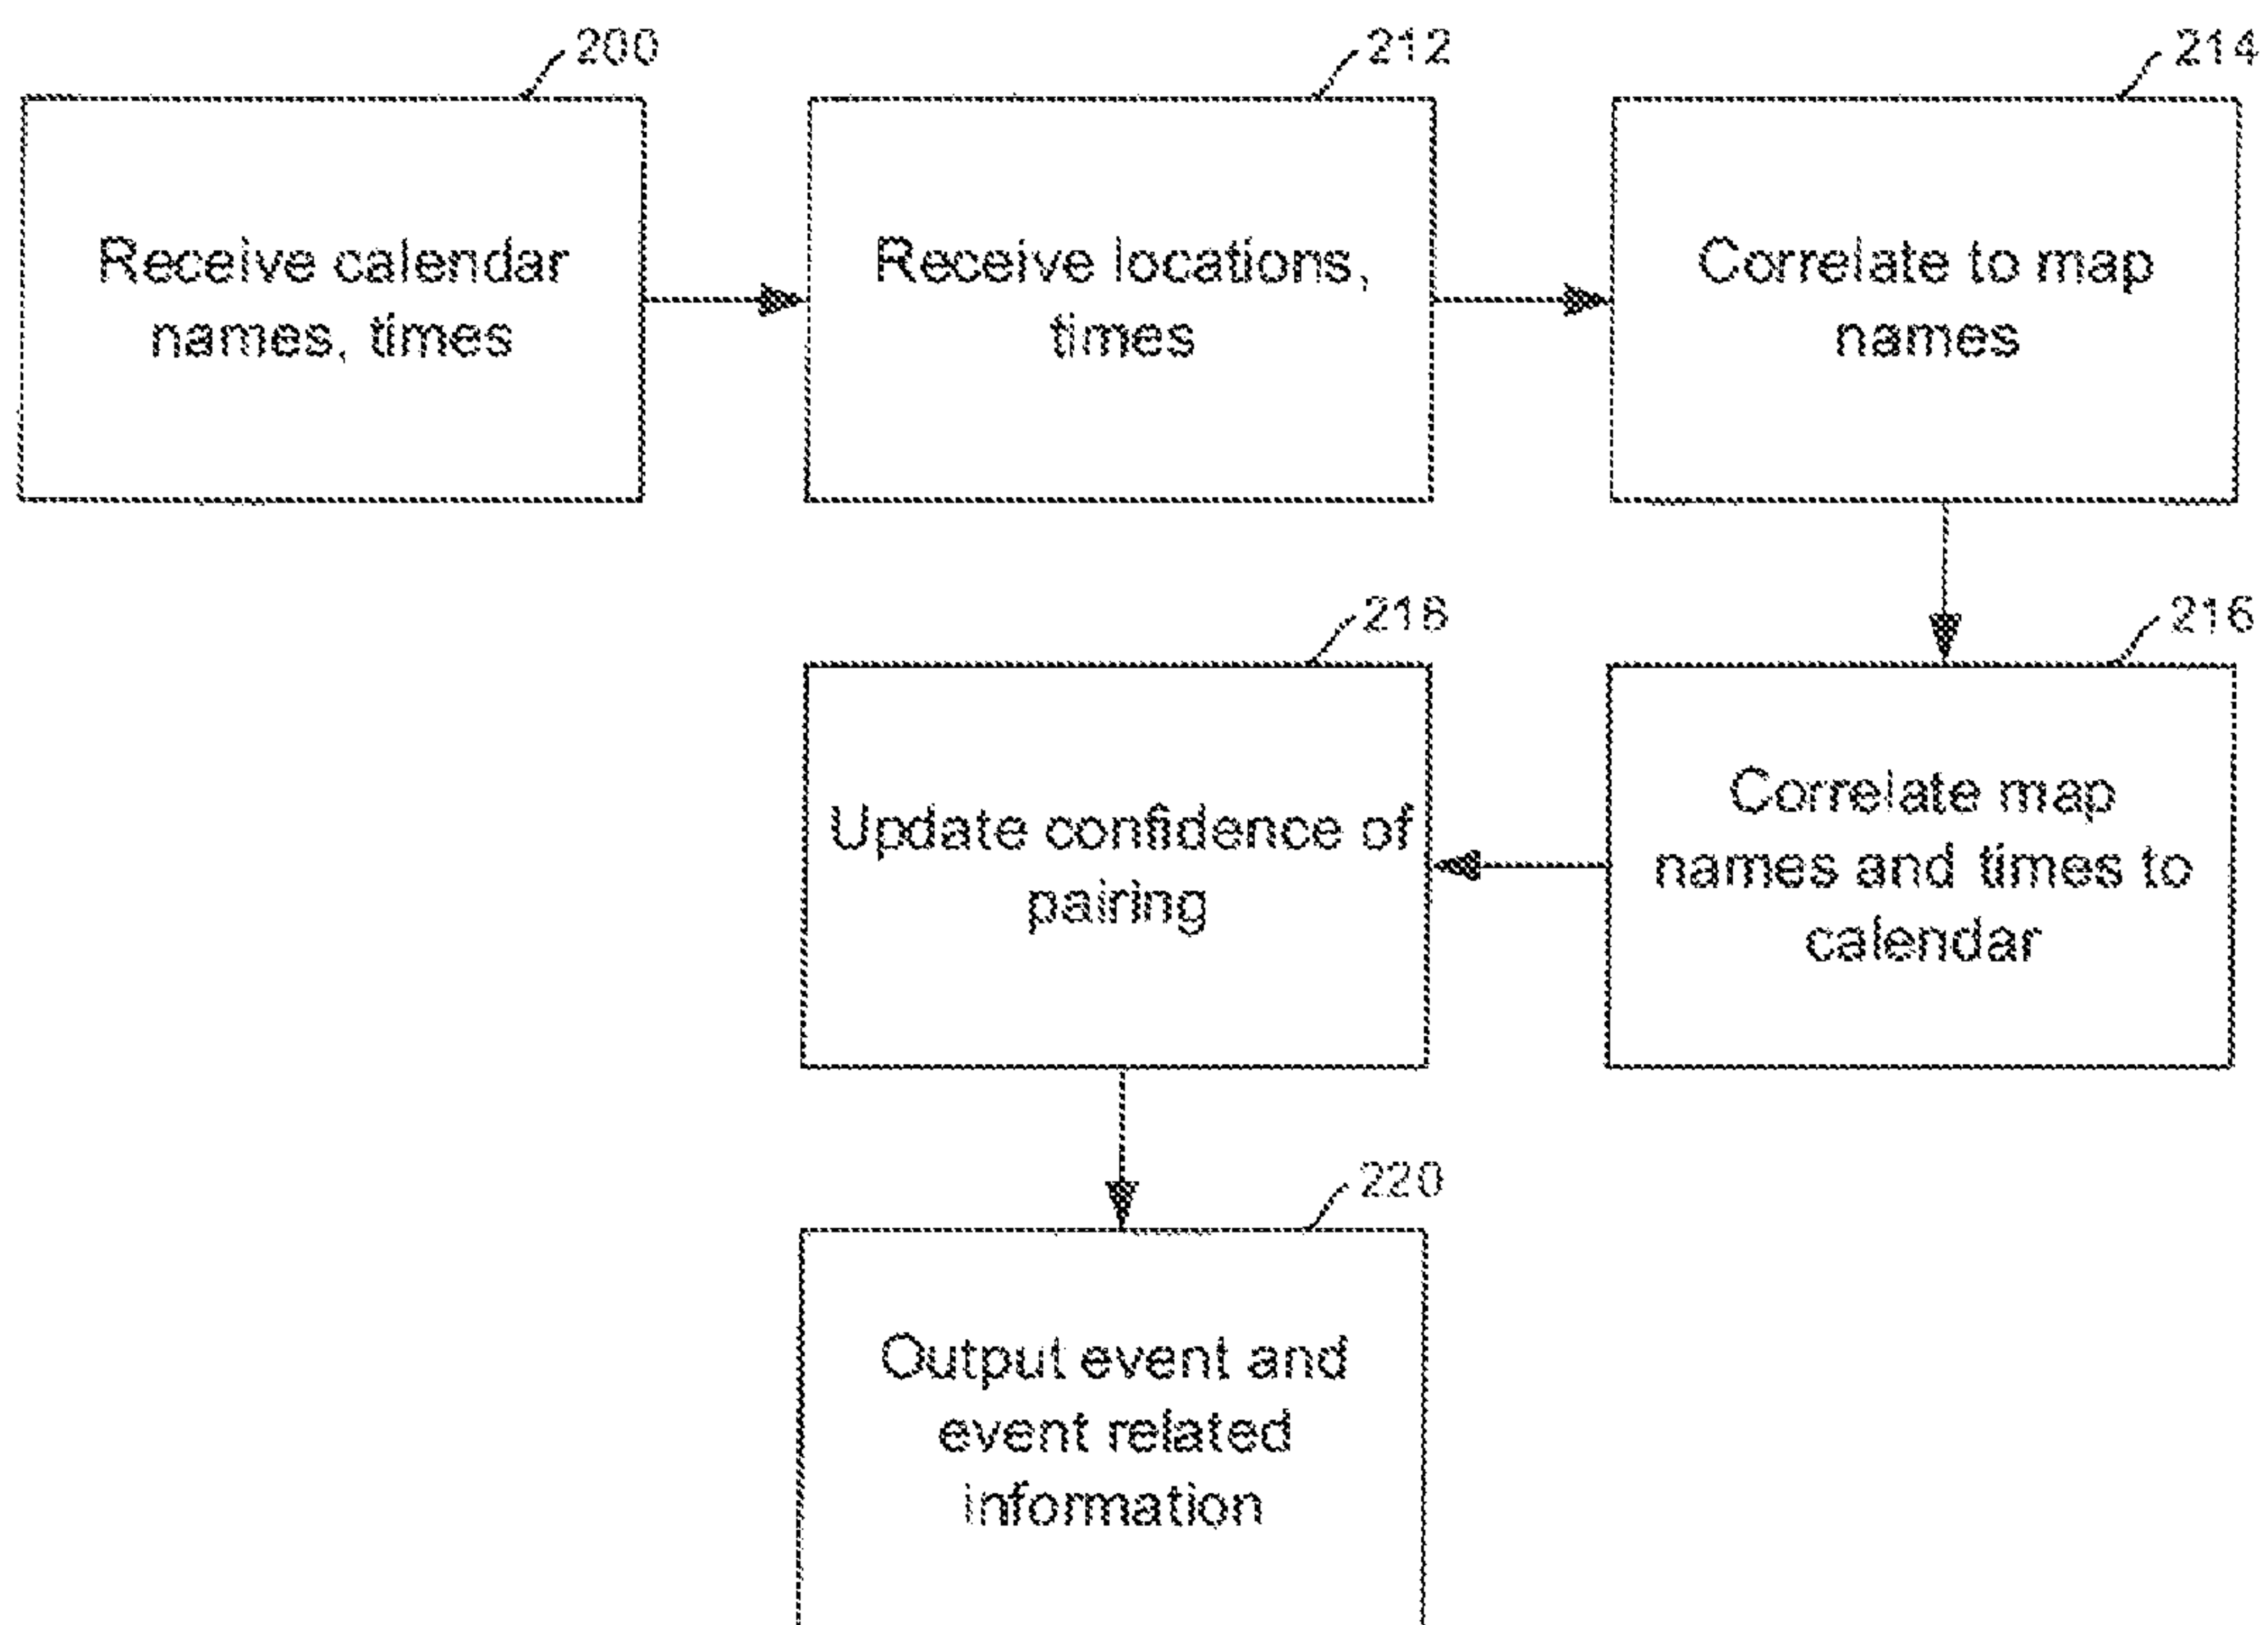 200
Receive calendar
names, times
212
Receive locations,
times
214
Correlate to map
names
216
Correlate map
names and times to
calendar
218
Update confidence of
pairing
220
Output event and
event related
information